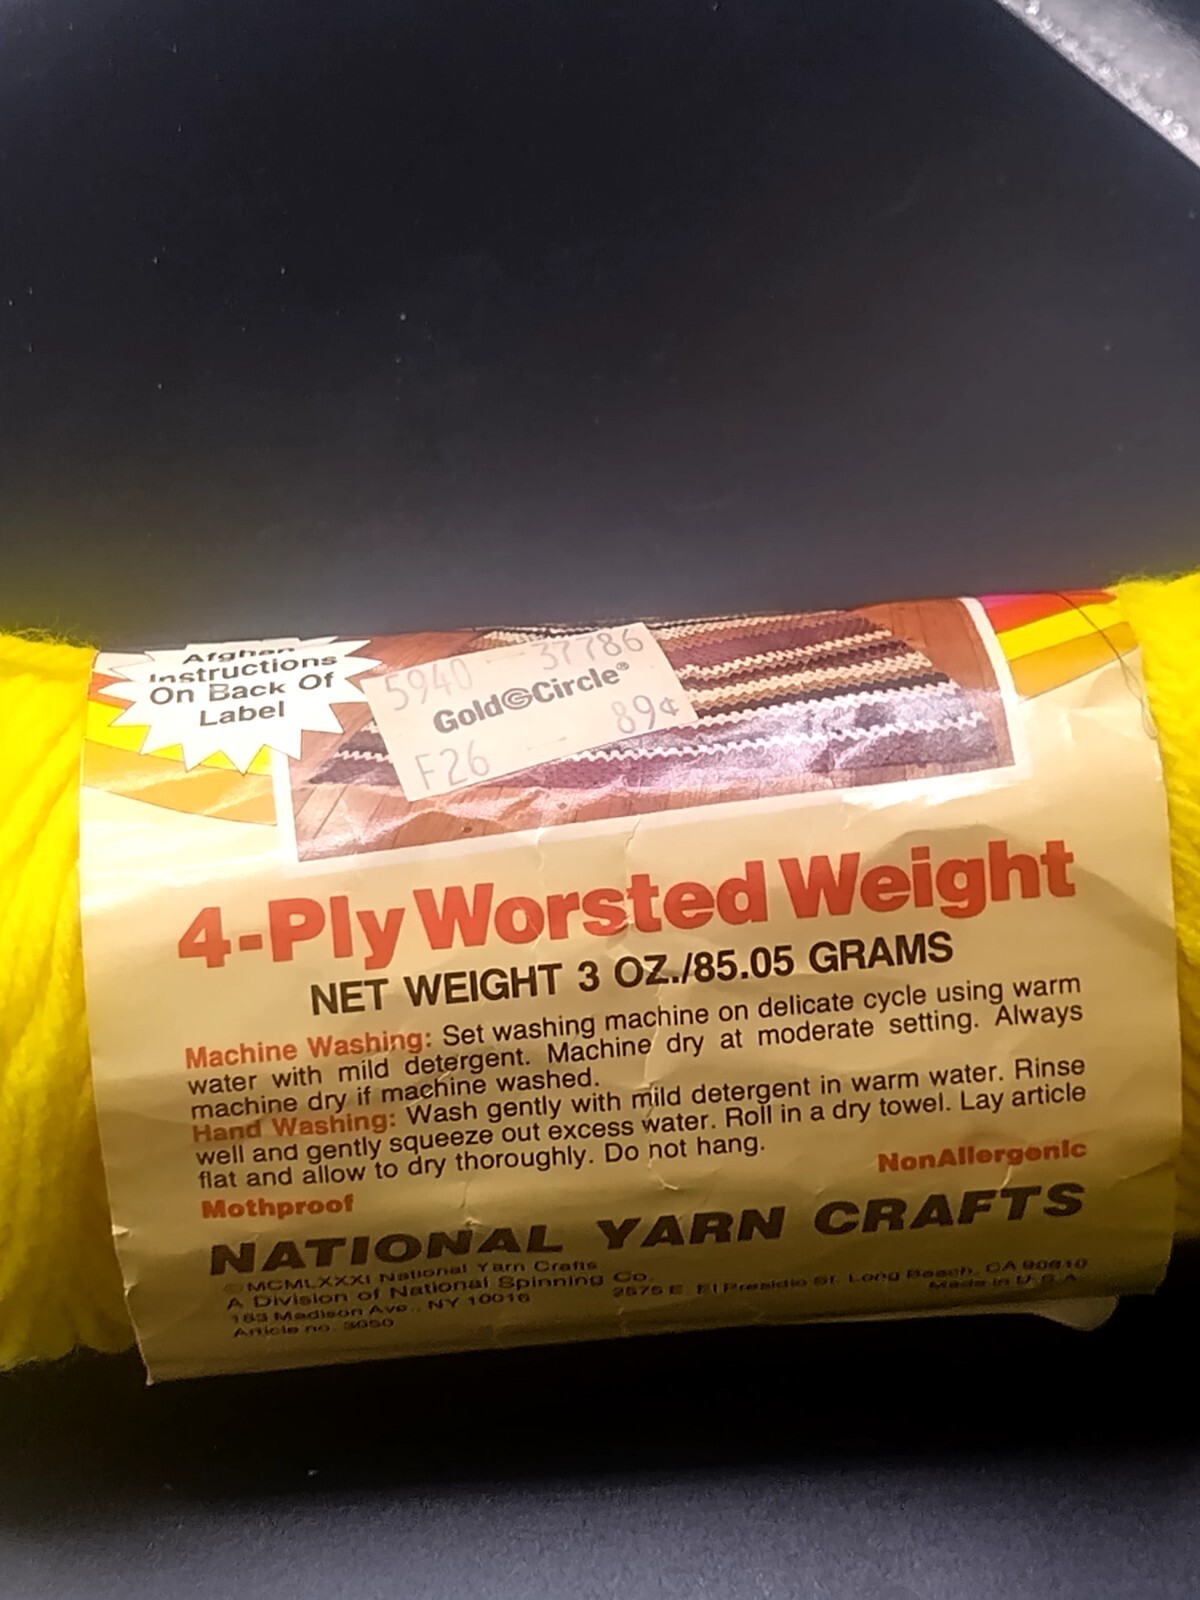 Afghan
Instructions
On Back Of
Label
5940 — 37786
Gold Circle®
89¢
F26
4-Ply Worsted Weight
NET WEIGHT 3 OZ./85.05 GRAMS
Machine Washing: Set washing machine on delicate cycle using warm
water with mild detergent. Machine dry at moderate setting. Always
machine dry if machine washed.
Hand Washing: Wash gently with mild detergent in warm water. Rinse
well and gently squeeze out excess water. Roll in a dry towel. Lay article
flat and allow to dry thoroughly. Do not hang.
Mothproof
NonAllergenic
NATIONAL YARN CRAFTS
©MCMLXXXI National Yarn Crafts
A Division of National Spinning Co.
183 Madison Ave., NY 10016
2575 E. El Presidio St. Long Beach, CA 90810
Made in U.S.A.
Article no. 3050